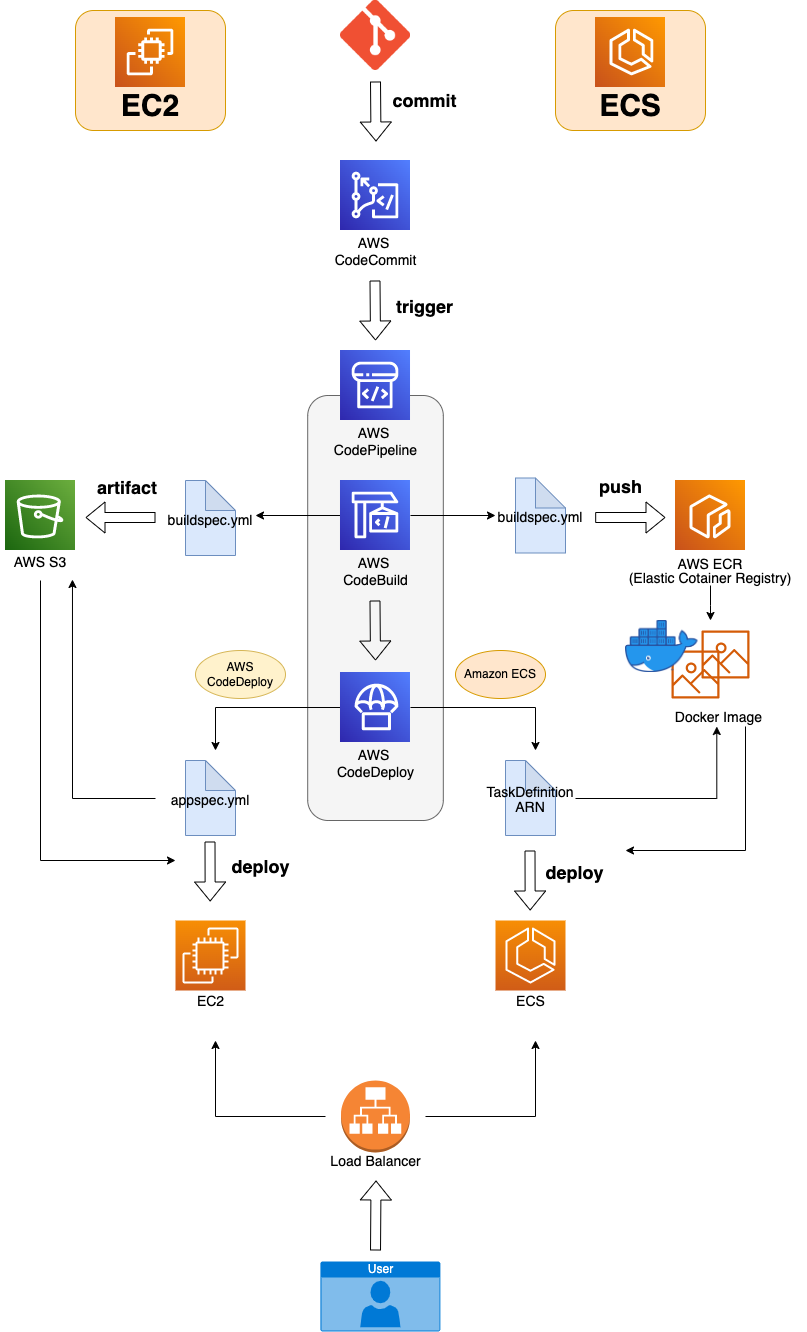 EC2
ECS
commit
AWS
CodeCommit
trigger
AWS
CodePipeline
artifact
buildspec.yml
buildspec.yml
push
AWS S3
AWS
CodeBuild
AWS ECR
(Elastic Cotainer Registry)
AWS
CodeDeploy
Amazon ECS
Docker Image
AWS
CodeDeploy
appspec.yml
TaskDefinition
ARN
deploy
deploy
EC2
ECS
Load Balancer
User